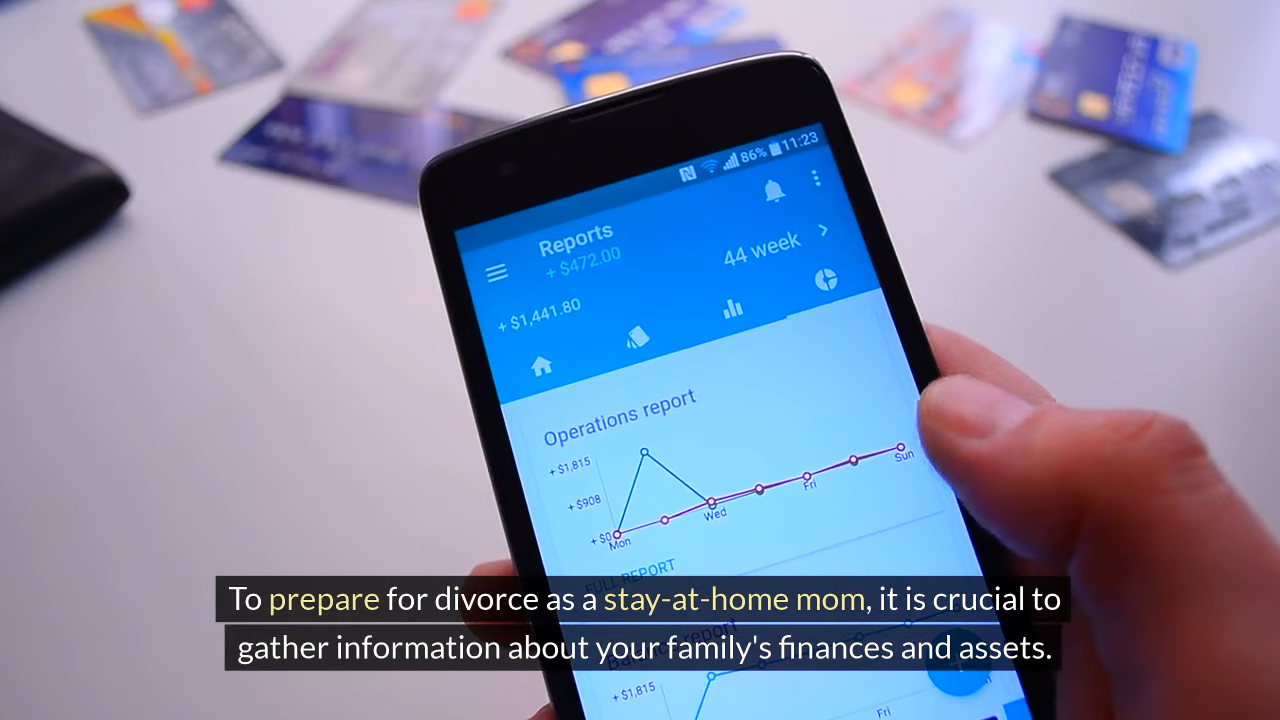 86% 11:23
Reports
+ $472.00
44 week
+ $1,441.80
Operations report
+ $1,815
+ $908
+ $0
Mon
Wed
Fri
Sun
FULL REPORT
To prepare for divorce as a stay-at-home mom, it is crucial to
gather information about your family's finances and assets.
report
+ $1,815
Fri